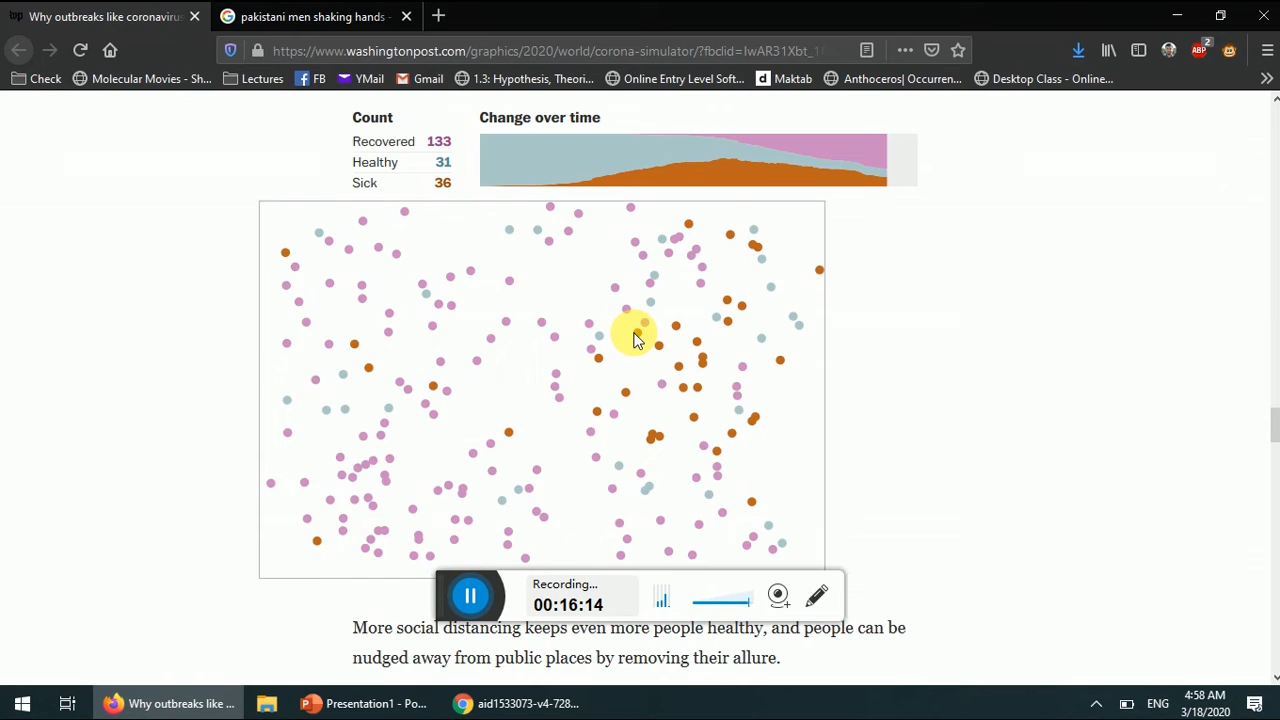 Why outbreaks like coronavirus
pakistani men shaking hands -
https://www.washingtonpost.com/graphics/2020/world/corona-simulator/?fbclid=IwAR31Xbt_1
2
Check
Molecular Movies - Sh...
Lectures
FB
YMail
Gmail
1.3: Hypothesis, Theori...
Online Entry Level Soft...
Maktab
Anthoceros| Occurren...
Desktop Class - Online...
Count
Change over time
Recovered 133
Healthy 31
Sick 36
Recording...
00:16:14
More social distancing keeps even more people healthy, and people can be
nudged away from public places by removing their allure.
Why outbreaks like ...
Presentation1 - Po...
aid1533073-v4-728...
ENG
4:58 AM
3/18/2020